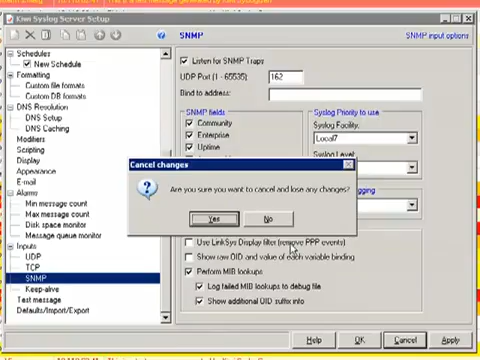 Kiwi Syslog Server Setup
SNMP
SNMP input options
Schedules
New Schedule
Formatting
Custom file formats
Custom DB formats
DNS Resolution
DNS Setup
DNS Caching
Modifiers
Scripting
Display
Appearance
E-mail
Alarms
Min message count
Max message count
Disk space monitor
Message queue monitor
Inputs
UDP
TCP
SNMP
Keep-alive
Test message
Defaults/Import/Export
Listen for SNMP Traps
UDP Port (1 - 65535)
162
Bind to address:
SNMP fields
Community
Enterprise
Uptime
Syslog Priority to use
Syslog Facility:
Local7
Syslog Level:
Cancel changes
Are you sure you want to cancel and lose any changes?
Yes
No
Use LinkSys Display filter (remove PPP events)
Show raw OID and value of each variable binding
Perform MIB lookups
Log failed MIB lookups to debug file
Show additional OID suffix info
Help
OK
Cancel
Apply